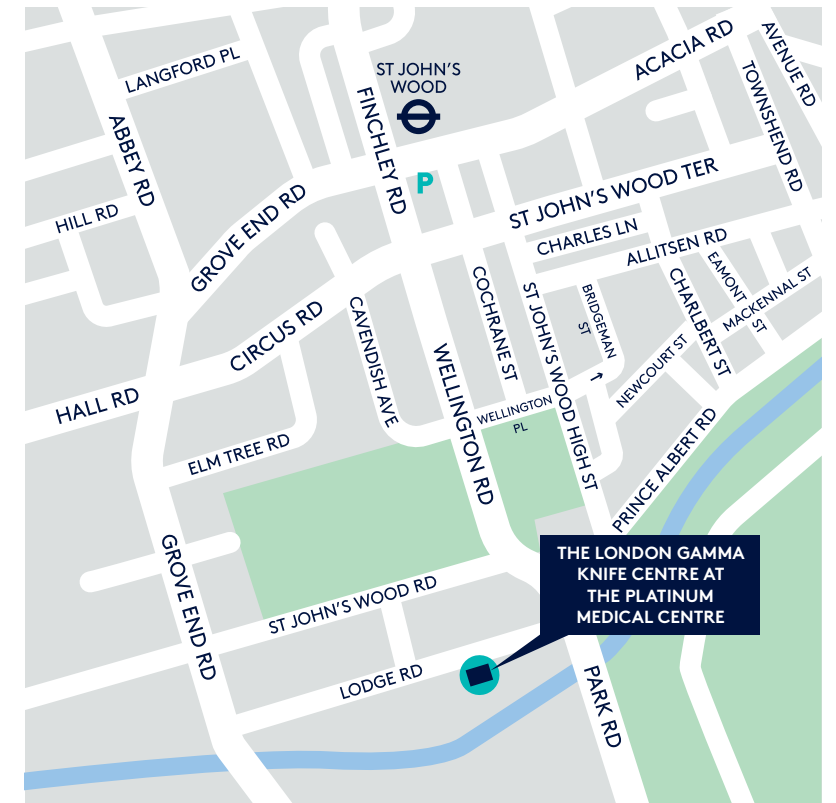 LANGFORD PL
ST JOHN'S
WOOD
ACACIA RD
AVENUE RD
TOWNSHEND RD
ABBEY RD
FINCHLEY RD
P
HILL RD
GROVE END RD
ST JOHN'S WOOD TER
CHARLES LN
ALLITSEN RD
EAMONT
ST
MACKENNAL ST
CHARLBERT ST
BRIDGEMAN
ST
NEWCOURT ST
CIRCUS RD
CAVENDISH AVE
COCHRANE ST
ST JOHN'S WOOD HIGH ST
WELLINGTON RD
WELLINGTON
PL
HALL RD
ELM TREE RD
PRINCE ALBERT RD
GROVE END RD
ST JOHN'S WOOD RD
THE LONDON GAMMA
KNIFE CENTRE AT
THE PLATINUM
MEDICAL CENTRE
LODGE RD
PARK RD